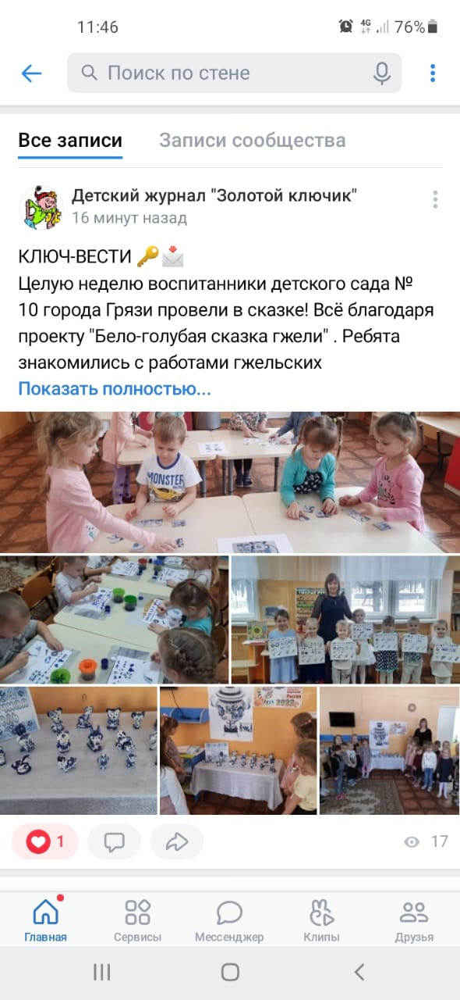 11:46
4G
76%
Поиск по стене
Все записи
Записи сообщества
Детский журнал "Золотой ключик"
16 минут назад
КЛЮЧ-ВЕСТИ
Целую неделю воспитанники детского сада №
10 города Грязи провели в сказке! Всё благодаря
проекту "Бело-голубая сказка гжели" . Ребята
знакомились с работами гжельских
Показать полностью...
MONSTER
России
2022
1
17
Главная
Сервисы
Мессенджер
Клипы
Друзья